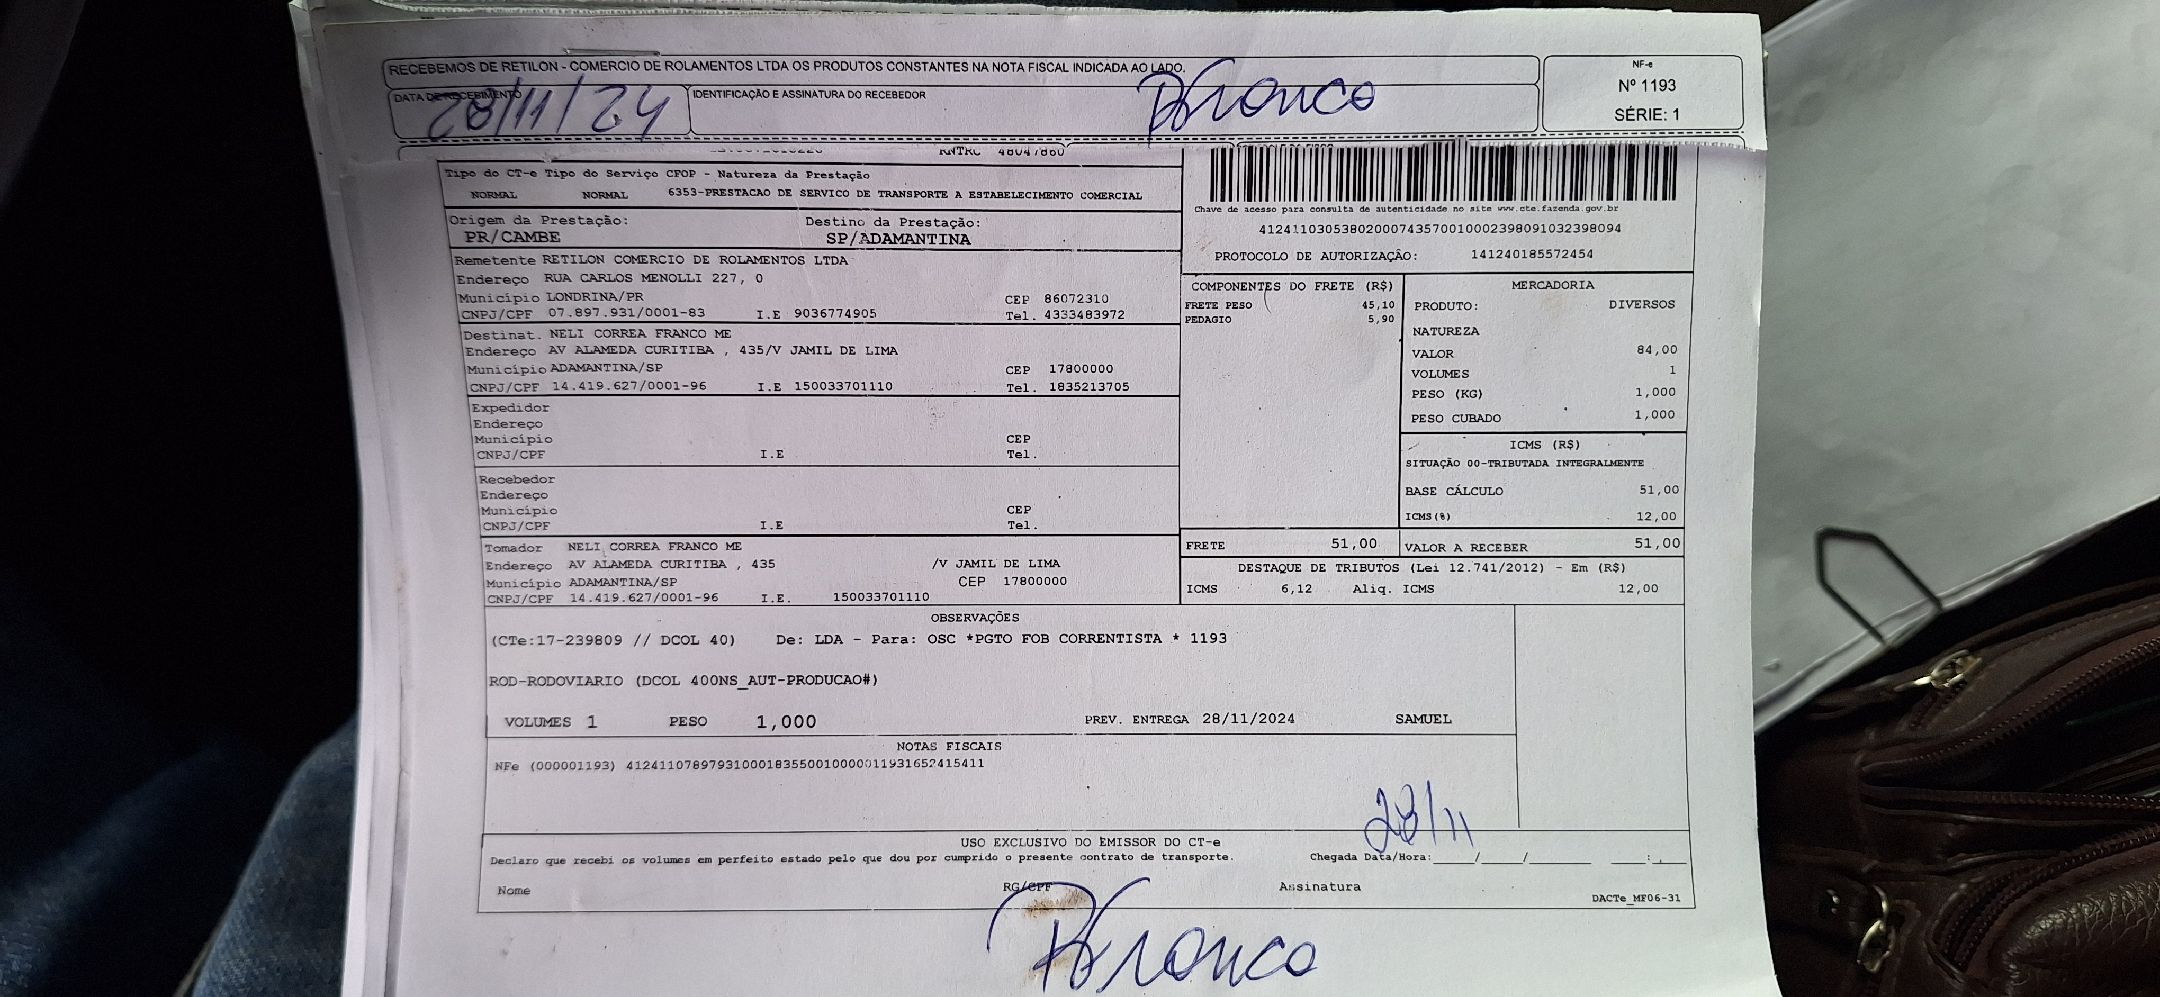 RECEBEMOS DE RETILON - COMERCIO DE ROLAMENTOS LTDA OS PRODUTOS CONSTANTES NA NOTA FISCAL INDICADA AO LADO.
NF-e
Nº 1193
SÉRIE: 1
DATA DE RECEBIMENTO
28/11/24
IDENTIFICAÇÃO E ASSINATURA DO RECEBEDOR
Franco
RNTRC 48047860
Tipo do CT-e Tipo do Serviço CFOP - Natureza da Prestação
NORMAL NORMAL 6353-PRESTACAO DE SERVICO DE TRANSPORTE A ESTABELECIMENTO COMERCIAL
Origem da Prestação: Destino da Prestação:
PR/CAMBE SP/ADAMANTINA
Chave de acesso para consulta de autenticidade no site www.cte.fazenda.gov.br
41241103053802000743570010002398091032398094
PROTOCOLO DE AUTORIZAÇÃO: 141240185572454
Remetente RETILON COMERCIO DE ROLAMENTOS LTDA
Endereço RUA CARLOS MENOLLI 227, 0
Município LONDRINA/PR CEP 86072310
CNPJ/CPF 07.897.931/0001-83 I.E 9036774905 Tel. 4333483972
Destinat. NELI CORREA FRANCO ME
Endereço AV ALAMEDA CURITIBA , 435/V JAMIL DE LIMA
Município ADAMANTINA/SP CEP 17800000
CNPJ/CPF 14.419.627/0001-96 I.E 150033701110 Tel. 1835213705
Expedidor
Endereço
Município CEP
CNPJ/CPF I.E Tel.
Recebedor
Endereço
Município CEP
CNPJ/CPF I.E Tel.
Tomador NELI CORREA FRANCO ME
Endereço AV ALAMEDA CURITIBA , 435 /V JAMIL DE LIMA
Município ADAMANTINA/SP CEP 17800000
CNPJ/CPF 14.419.627/0001-96 I.E. 150033701110
COMPONENTES DO FRETE (R$)
FRETE PESO 45,10
PEDAGIO 5,90
MERCADORIA
PRODUTO: DIVERSOS
NATUREZA
VALOR 84,00
VOLUMES 1
PESO (KG) 1,000
PESO CUBADO 1,000
ICMS (R$)
SITUAÇÃO 00-TRIBUTADA INTEGRALMENTE
BASE CÁLCULO 51,00
ICMS(%) 12,00
FRETE 51,00 VALOR A RECEBER 51,00
DESTAQUE DE TRIBUTOS (Lei 12.741/2012) - Em (R$)
ICMS 6,12 Aliq. ICMS 12,00
OBSERVAÇÕES
(CTe:17-239809 // DCOL 40) De: LDA - Para: OSC *PGTO FOB CORRENTISTA * 1193
ROD-RODOVIARIO (DCOL 400NS_AUT-PRODUCAO#)
VOLUMES 1 PESO 1,000 PREV. ENTREGA 28/11/2024 SAMUEL
NOTAS FISCAIS
NFe (000001193) 41241107897931000183550010000011931652415411
28/11
USO EXCLUSIVO DO EMISSOR DO CT-e
Declaro que recebi os volumes em perfeito estado pelo que dou por cumprido o presente contrato de transporte. Chegada Data/Hora:____/____/______ ___:___
Nome RG/CPF Assinatura
DACTe_MF06-31
Franco